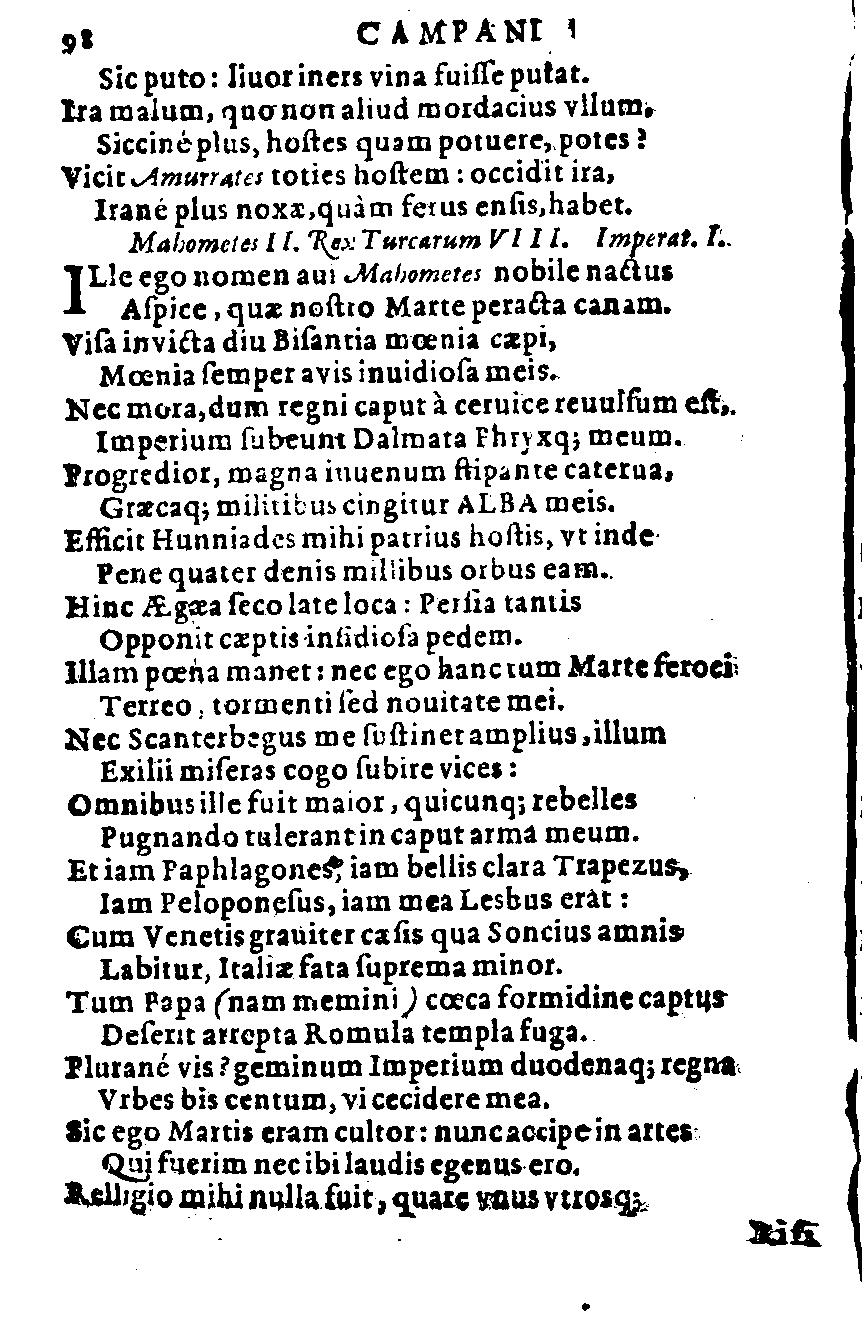 98 CAMPANI
Sic puto: liuor iners vina fuiſſe putat.
Ira malum, quo non aliud mordacius vllum,
Siccinè plus, hoſtes quam potuere, potes?
Vicit Amurrates toties hoſtem: occidit ira,
Irané plus noxæ, quàm ferus enſis, habet.
Mahometes II. Rex Turcarum VIII. Imperat. I.
ILle ego nomen aui Mahometes nobile nactus
Aſpice, quæ noſtro Marte peracta canam.
Viſa invicta diu Biſantia mœnia cæpi,
Mœnia ſemper avis inuidioſa meis.
Nec mora, dum regni caput à ceruice reuulſum eſt,
Imperium ſubeunt Dalmata Phryxq; meum.
Progredior, magna iuuenum ſtipante caterua,
Græcaq; militibus cingitur ALBA meis.
Efficit Hunniades mihi patrius hoſtis, vt inde
Pene quater denis millibus orbus eam.
Hinc Ægæa ſeco late loca: Perſia tantis
Opponit cæptis inſidioſa pedem.
Illam pœna manet: nec ego hanc tum Marte feroci
Terreo, tormenti ſed nouitate mei.
Nec Scanterbegus me ſuſtinet amplius, illum
Exilii miſeras cogo ſubire vices:
Omnibus ille fuit maior, quicunq; rebelles
Pugnando tulerant in caput arma meum.
Et iam Paphlagones, iam bellis clara Trapezus,
Iam Peloponeſus, iam mea Lesbus erat:
Cum Venetis grauiter cæſis qua Soncius amnis
Labitur, Italiæ fata ſuprema minor.
Tum Papa (nam memini) cœca formidine captus
Deſerit arrepta Romula templa fuga.
Plurané vis? geminum Imperium duodenaq; regna
Vrbes bis centum, vi cecidere mea.
Sic ego Martis eram cultor: nunc accipe in artes
Qui fuerim nec ibi laudis egenus ero.
Relligio mihi nulla fuit, quare vnus vtrosq;
Riſi